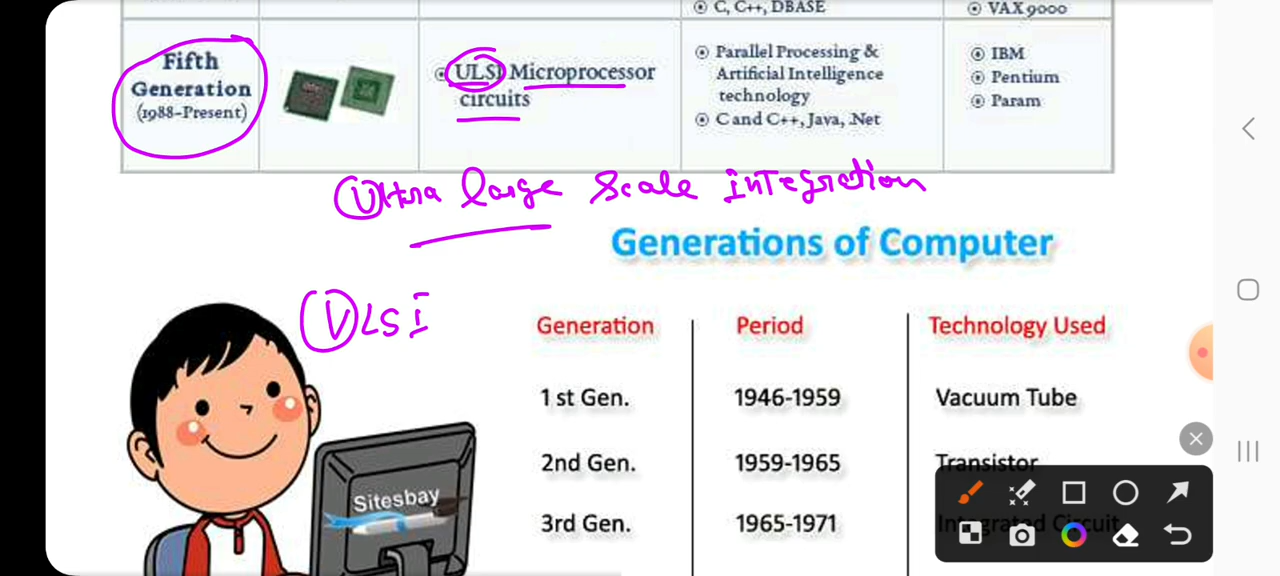 ⦿ C, C++, DBASE
⦿ VAX 9000
Fifth
Generation
(1988-Present)
⦿ ULSI Microprocessor
circuits
⦿ Parallel Processing &
Artificial Intelligence
technology
⦿ C and C++, Java, .Net
⦿ IBM
⦿ Pentium
⦿ Param
Ultra large Scale integration
Generations of Computer
VLSI
Generation Period Technology Used
1 st Gen. 1946-1959 Vacuum Tube
2nd Gen. 1959-1965 Transistor
3rd Gen. 1965-1971 Integrated Circuit
Sitesbay